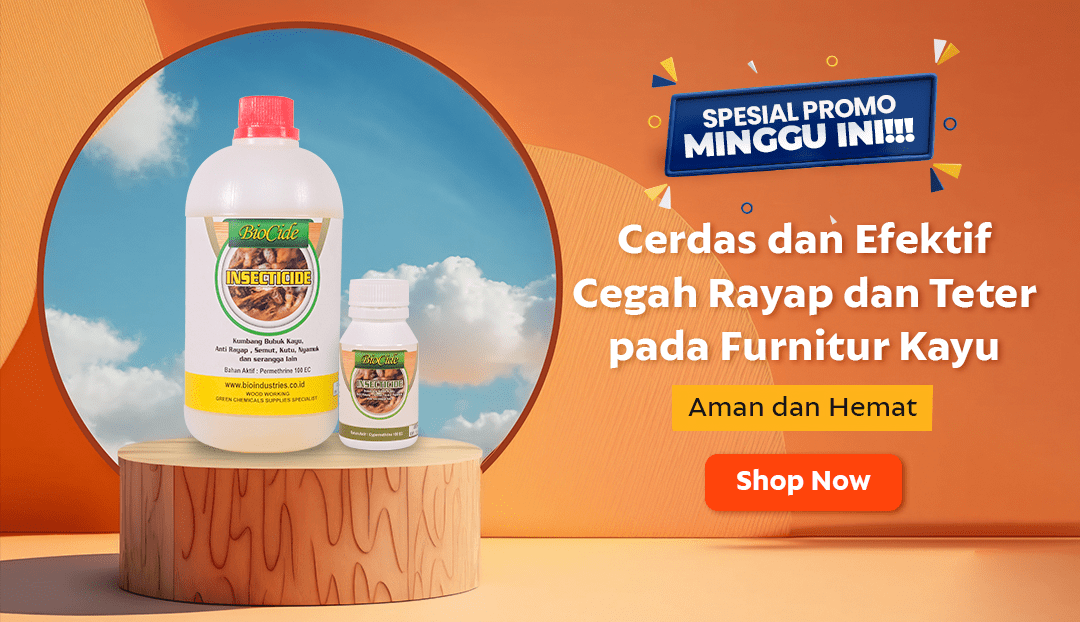 SPESIAL PROMO
MINGGU INI!!!
Cerdas dan Efektif
Cegah Rayap dan Teter
pada Furnitur Kayu
Aman dan Hemat
Shop Now
BioCide
INSECTICIDE
Kumbang Bubuk Kayu,
Anti Rayap , Semut, Kutu, Nyamuk
dan serangga lain
Bahan Aktif : Permethrine 100 EC
www.bioindustries.co.id
WOOD WORKING
GREEN CHEMICALS SUPPLIES SPECIALIST
BioCide
INSECTICIDE